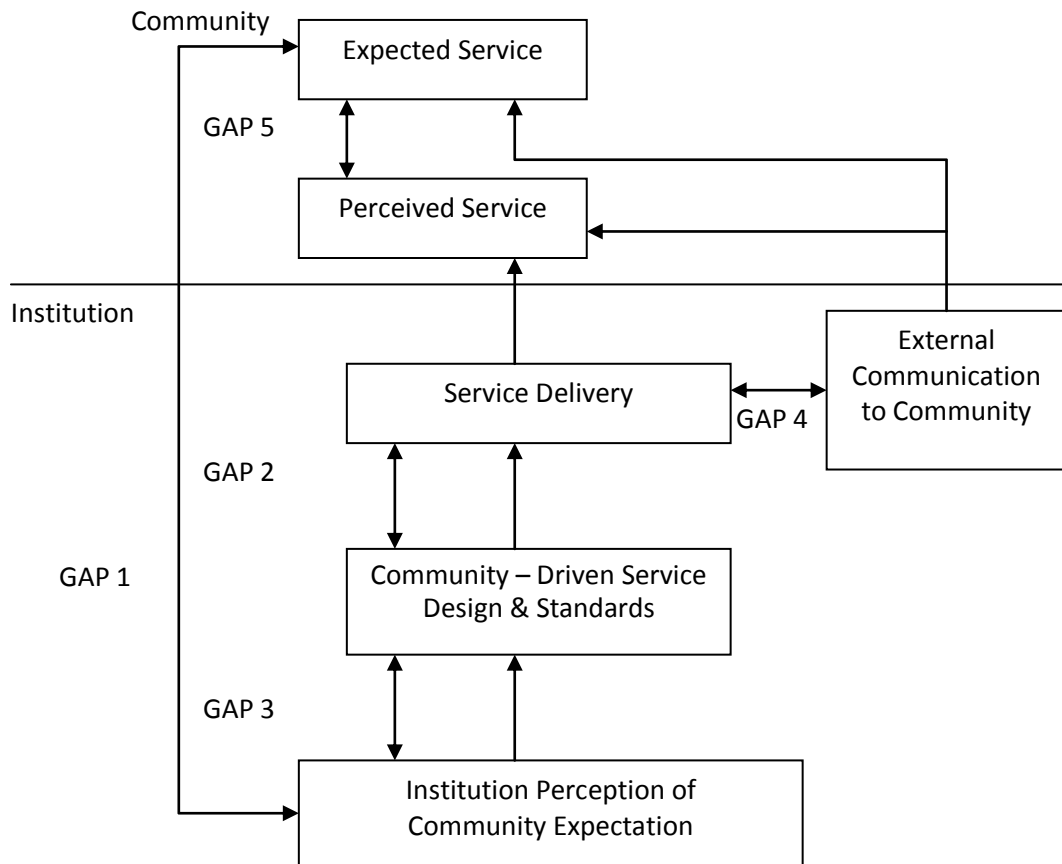 Community
Expected Service
GAP 5
Perceived Service
Institution
External
Communication
to Community
Service Delivery
GAP 4
GAP 2
Community – Driven Service
Design & Standards
GAP 1
GAP 3
Institution Perception of
Community Expectation